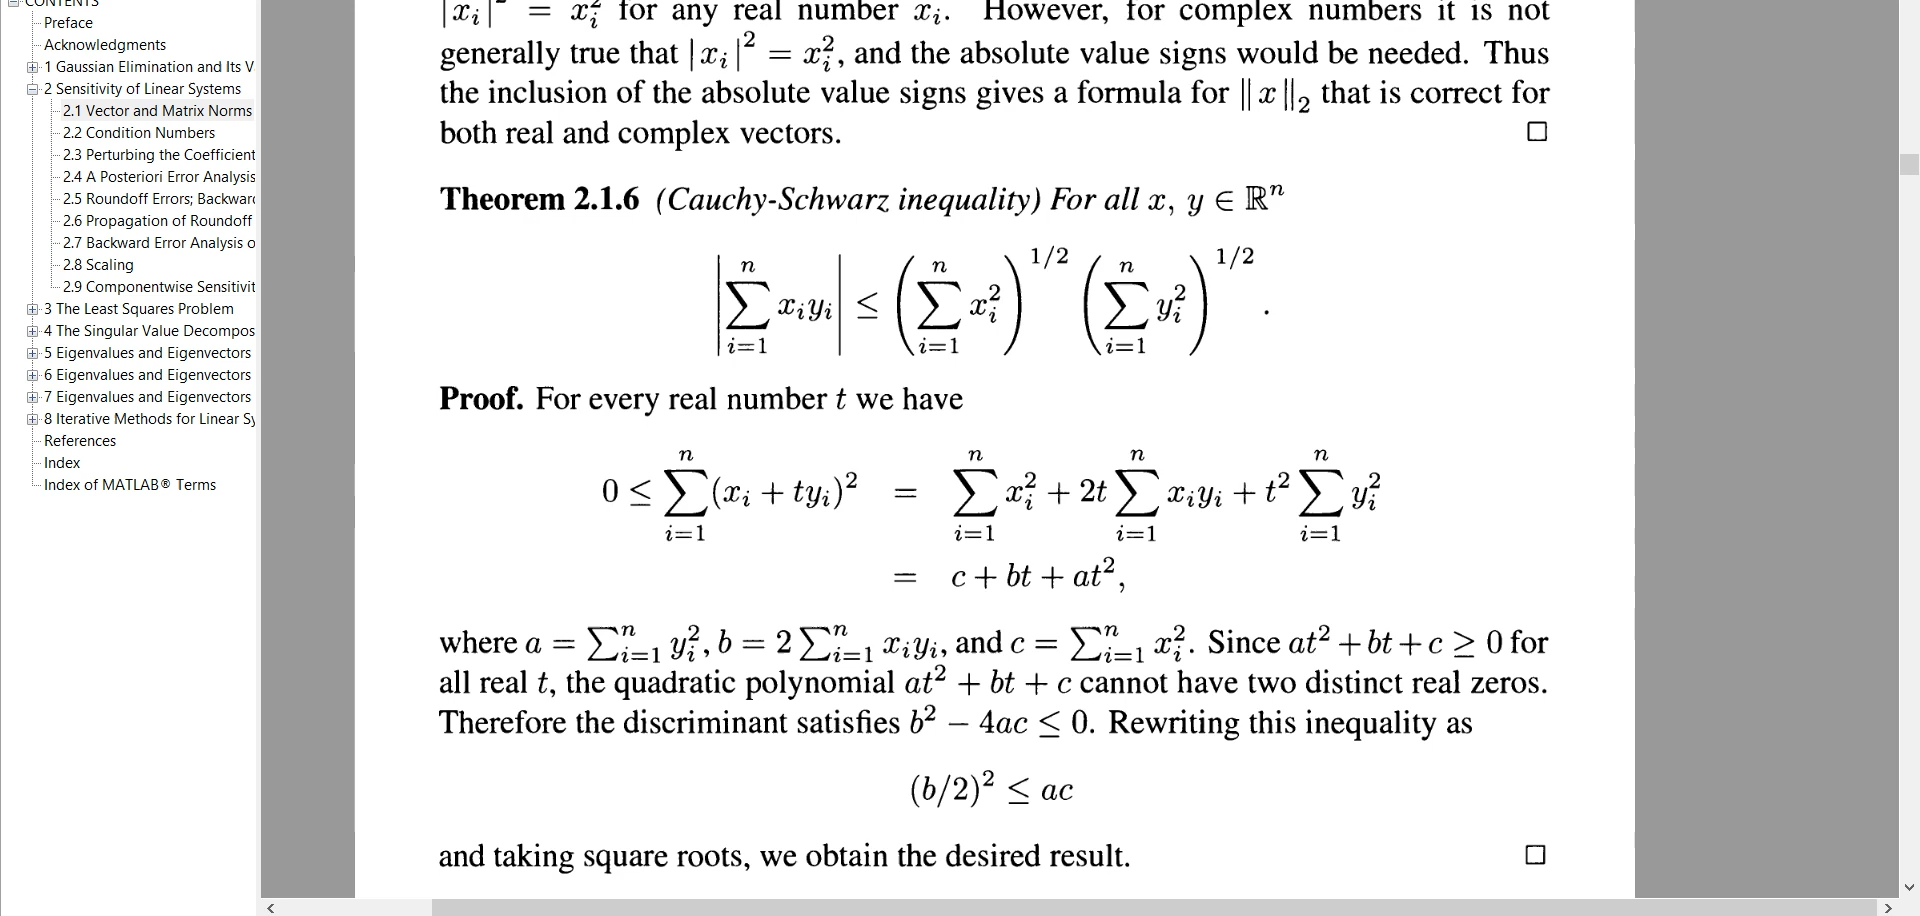 CONTENTS
Preface
Acknowledgments
1 Gaussian Elimination and Its V
2 Sensitivity of Linear Systems
2.1 Vector and Matrix Norms
2.2 Condition Numbers
2.3 Perturbing the Coefficient
2.4 A Posteriori Error Analysis
2.5 Roundoff Errors; Backward
2.6 Propagation of Roundoff
2.7 Backward Error Analysis o
2.8 Scaling
2.9 Componentwise Sensitivit
3 The Least Squares Problem
4 The Singular Value Decompos
5 Eigenvalues and Eigenvectors
6 Eigenvalues and Eigenvectors
7 Eigenvalues and Eigenvectors
8 Iterative Methods for Linear Sy
References
Index
Index of MATLAB® Terms
|x_i|^2 = x_i^2 for any real number x_i. However, for complex numbers it is not
generally true that |x_i|^2 = x_i^2, and the absolute value signs would be needed. Thus
the inclusion of the absolute value signs gives a formula for ‖x‖_2 that is correct for
both real and complex vectors. □
Theorem 2.1.6 (Cauchy-Schwarz inequality) For all x, y ∈ ℝ^n
|∑_{i=1}^n x_i y_i| ≤ (∑_{i=1}^n x_i^2)^{1/2} (∑_{i=1}^n y_i^2)^{1/2}.
Proof. For every real number t we have
0 ≤ ∑_{i=1}^n (x_i + ty_i)^2 = ∑_{i=1}^n x_i^2 + 2t ∑_{i=1}^n x_i y_i + t^2 ∑_{i=1}^n y_i^2
= c + bt + at^2,
where a = ∑_{i=1}^n y_i^2, b = 2 ∑_{i=1}^n x_i y_i, and c = ∑_{i=1}^n x_i^2. Since at^2 + bt + c ≥ 0 for
all real t, the quadratic polynomial at^2 + bt + c cannot have two distinct real zeros.
Therefore the discriminant satisfies b^2 − 4ac ≤ 0. Rewriting this inequality as
(b/2)^2 ≤ ac
and taking square roots, we obtain the desired result. □